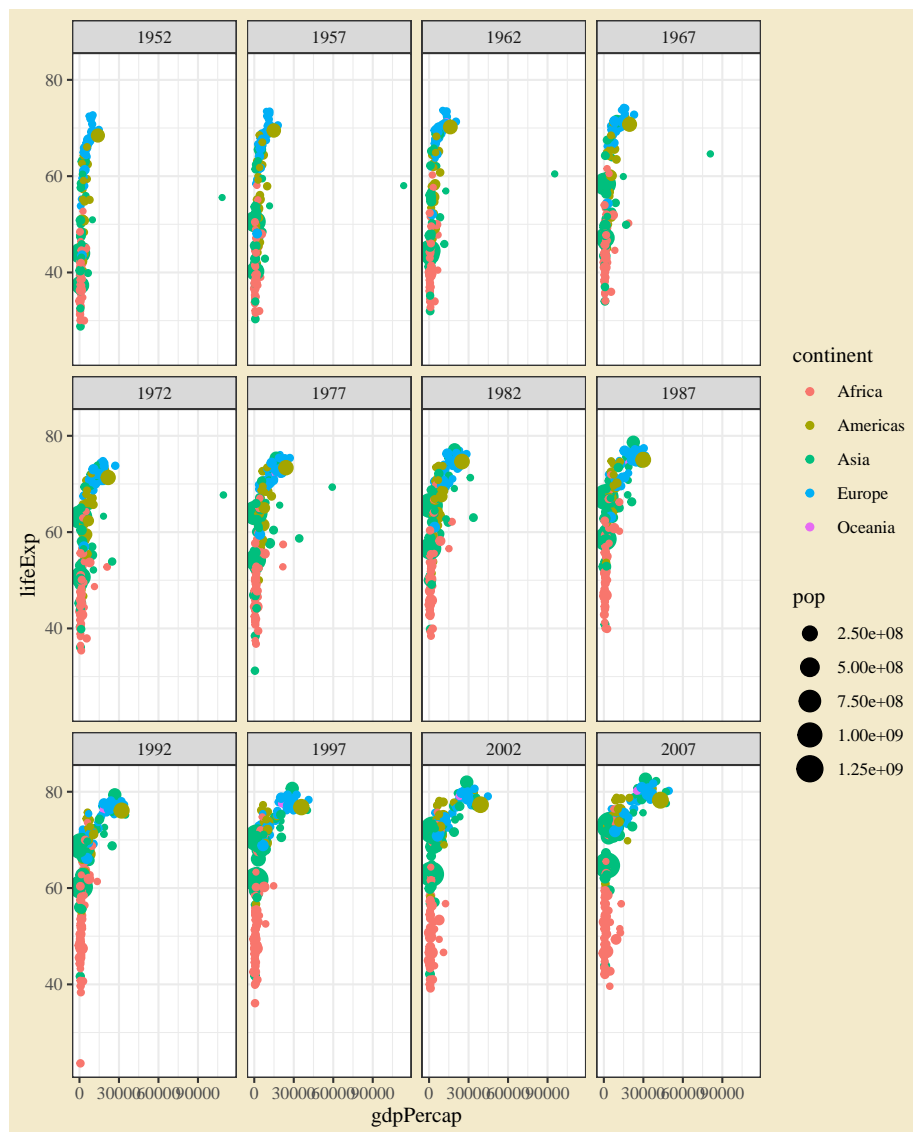 1952 1957 1962 1967
80
60
40
1972 1977 1982 1987
80
60
40
1992 1997 2002 2007
80
60
40
0 30000 60000 90000 0 30000 60000 90000 0 30000 60000 90000 0 30000 60000 90000
gdpPercap
lifeExp
continent
Africa
Americas
Asia
Europe
Oceania
pop
2.50e+08
5.00e+08
7.50e+08
1.00e+09
1.25e+09